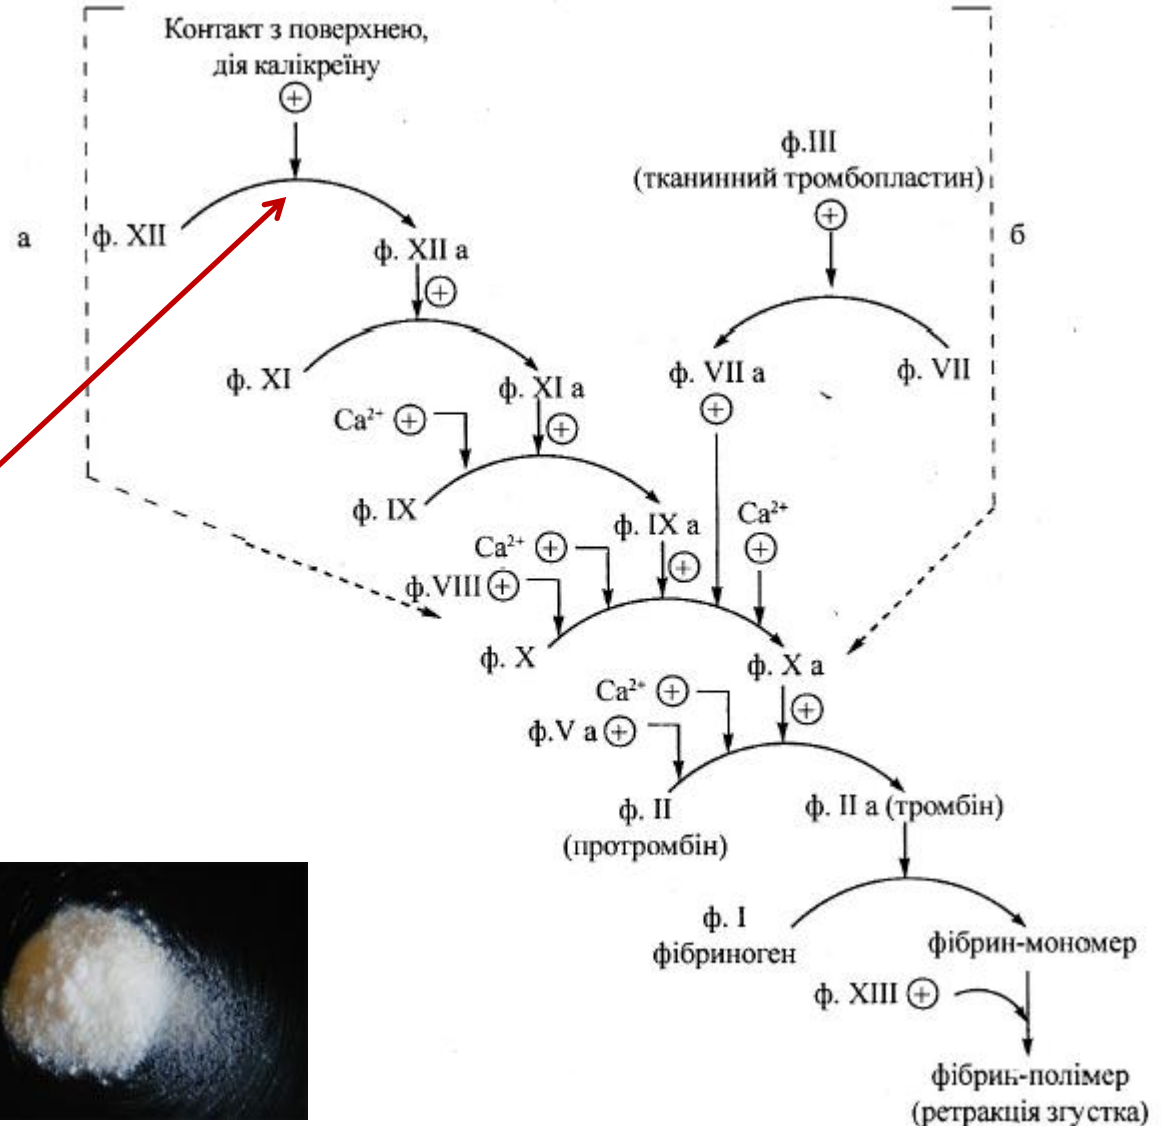 Контакт з поверхнею,
дія калікреїну
+
ф.III
(тканинний тромбопластин)
+
а
ф. XII
б
ф. XII а
+
ф. XI
ф. XI а
ф. VII а
ф. VII
Ca²⁺ +
+
+
ф. IX
ф. IX а
Ca²⁺
Ca²⁺ +
+
+
ф.VIII +
ф. X
ф. X а
Ca²⁺ +
+
ф.V а +
ф. II
(протромбін)
ф. II а (тромбін)
ф. I
фібриноген
фібрин-мономер
ф. XIII +
фібрин-полімер
(ретракція згустка)